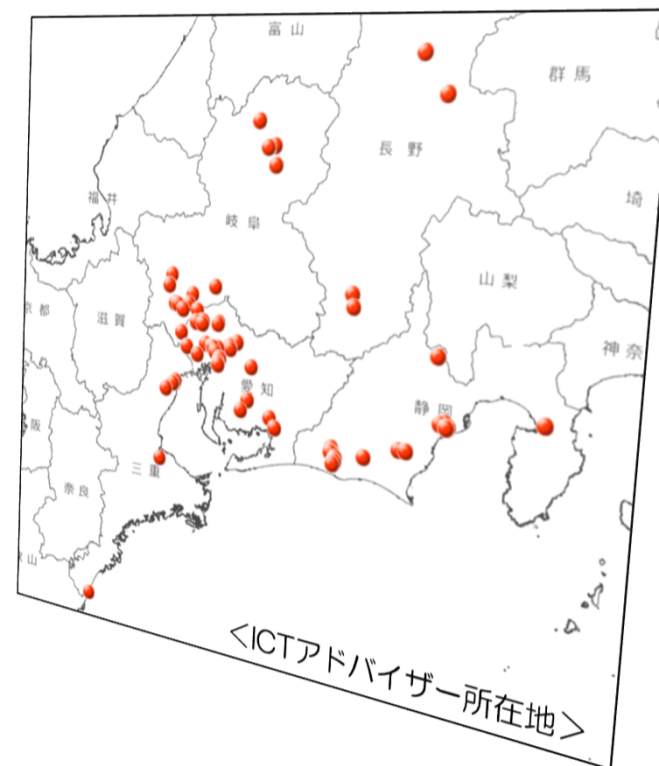 富山
群馬
長野
福井
埼
岐阜
山梨
京都
滋賀
神奈
愛知
静岡
阪
三重
奈良
山
<ICTアドバイザー所在地>